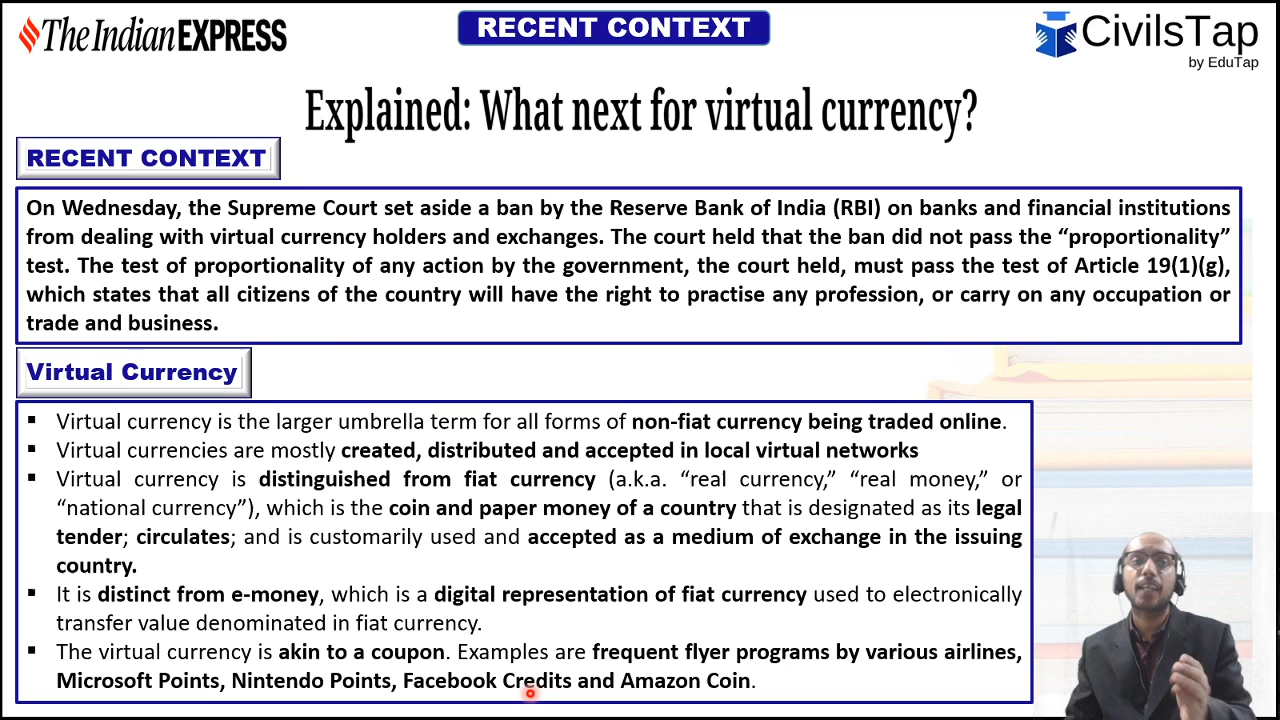 The Indian EXPRESS
RECENT CONTEXT
CivilsTap
by EduTap
Explained: What next for virtual currency?
RECENT CONTEXT
On Wednesday, the Supreme Court set aside a ban by the Reserve Bank of India (RBI) on banks and financial institutions
from dealing with virtual currency holders and exchanges. The court held that the ban did not pass the “proportionality”
test. The test of proportionality of any action by the government, the court held, must pass the test of Article 19(1)(g),
which states that all citizens of the country will have the right to practise any profession, or carry on any occupation or
trade and business.
Virtual Currency
▪ Virtual currency is the larger umbrella term for all forms of non-fiat currency being traded online.
▪ Virtual currencies are mostly created, distributed and accepted in local virtual networks
▪ Virtual currency is distinguished from fiat currency (a.k.a. “real currency,” “real money,” or
“national currency”), which is the coin and paper money of a country that is designated as its legal
tender; circulates; and is customarily used and accepted as a medium of exchange in the issuing
country.
▪ It is distinct from e-money, which is a digital representation of fiat currency used to electronically
transfer value denominated in fiat currency.
▪ The virtual currency is akin to a coupon. Examples are frequent flyer programs by various airlines,
Microsoft Points, Nintendo Points, Facebook Credits and Amazon Coin.